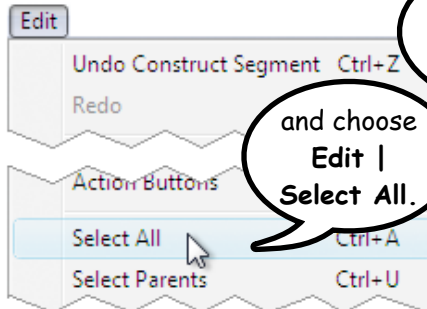 Edit
Undo Construct Segment Ctrl+Z
Redo
and choose
Edit |
Select All.
Action Buttons
Select All Ctrl+A
Select Parents Ctrl+U